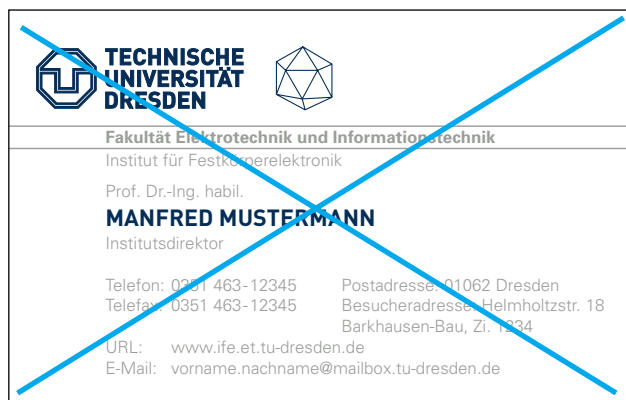 TECHNISCHE
UNIVERSITÄT
DRESDEN
Fakultät Elektrotechnik und Informationstechnik
Institut für Festkörperelektronik
Prof. Dr.-Ing. habil.
MANFRED MUSTERMANN
Institutsdirektor
Telefon: 0351 463-12345 Postadresse: 01062 Dresden
Telefax: 0351 463-12345 Besucheradresse: Helmholtzstr. 18
Barkhausen-Bau, Zi. 1234
URL: www.ife.et.tu-dresden.de
E-Mail: vorname.nachname@mailbox.tu-dresden.de